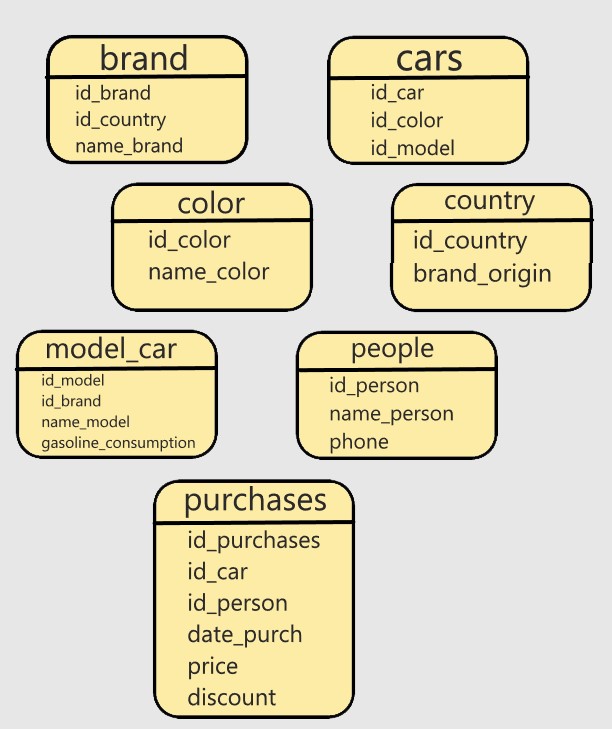 brand
id_brand
id_country
name_brand
cars
id_car
id_color
id_model
color
id_color
name_color
country
id_country
brand_origin
model_car
id_model
id_brand
name_model
gasoline_consumption
people
id_person
name_person
phone
purchases
id_purchases
id_car
id_person
date_purch
price
discount